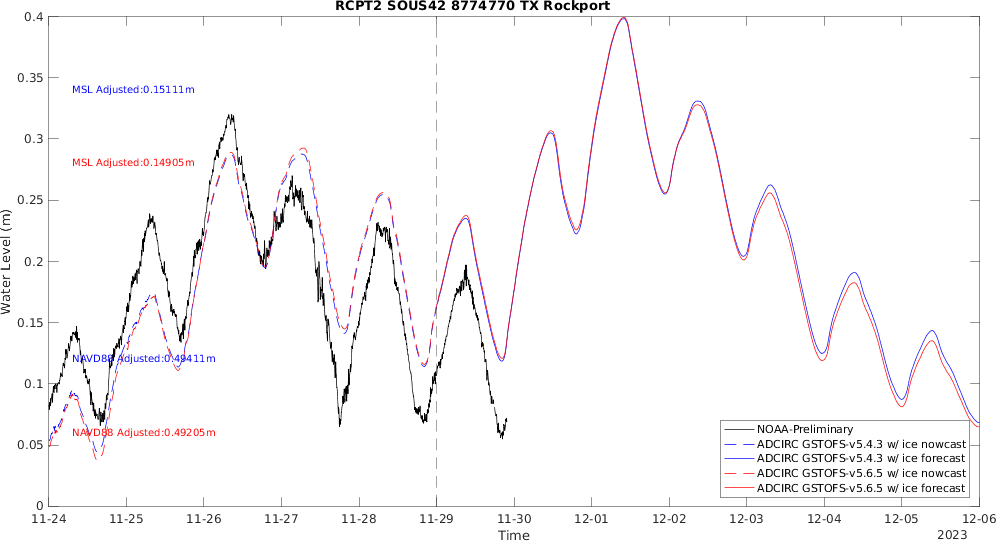 RCPT2 SOUS42 8774770 TX Rockport
0.4
0.35
0.3
0.25
0.2
0.15
0.1
0.05
0
Water Level (m)
MSL Adjusted:0.15111m
MSL Adjusted:0.14905m
NAVD88 Adjusted:0.49411m
NAVD88 Adjusted:0.49205m
NOAA-Preliminary
ADCIRC GSTOFS-v5.4.3 w/ ice nowcast
ADCIRC GSTOFS-v5.4.3 w/ ice forecast
ADCIRC GSTOFS-v5.6.5 w/ ice nowcast
ADCIRC GSTOFS-v5.6.5 w/ ice forecast
11-24 11-25 11-26 11-27 11-28 11-29 11-30 12-01 12-02 12-03 12-04 12-05 12-06
Time
2023